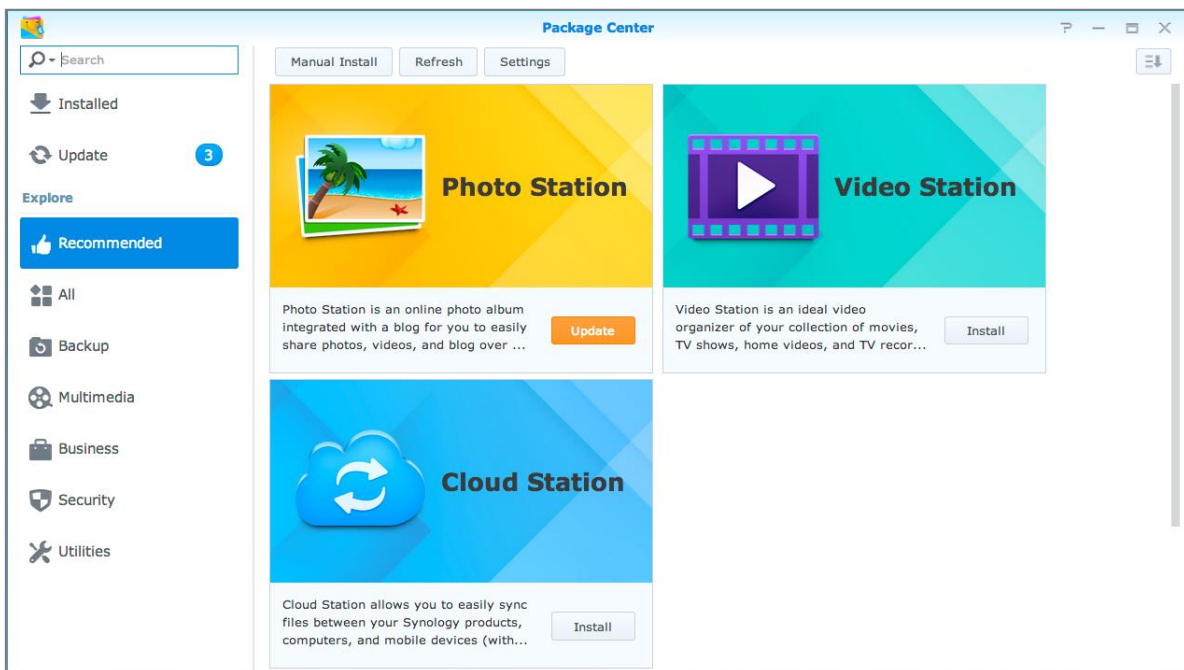 Package Center
Search
Manual Install
Refresh
Settings
Installed
Update
3
Explore
Recommended
All
Backup
Multimedia
Business
Security
Utilities
Photo Station
Photo Station is an online photo album
integrated with a blog for you to easily
share photos, videos, and blog over ...
Update
Video Station
Video Station is an ideal video
organizer of your collection of movies,
TV shows, home videos, and TV recor...
Install
Cloud Station
Cloud Station allows you to easily sync
files between your Synology products,
computers, and mobile devices (with...
Install